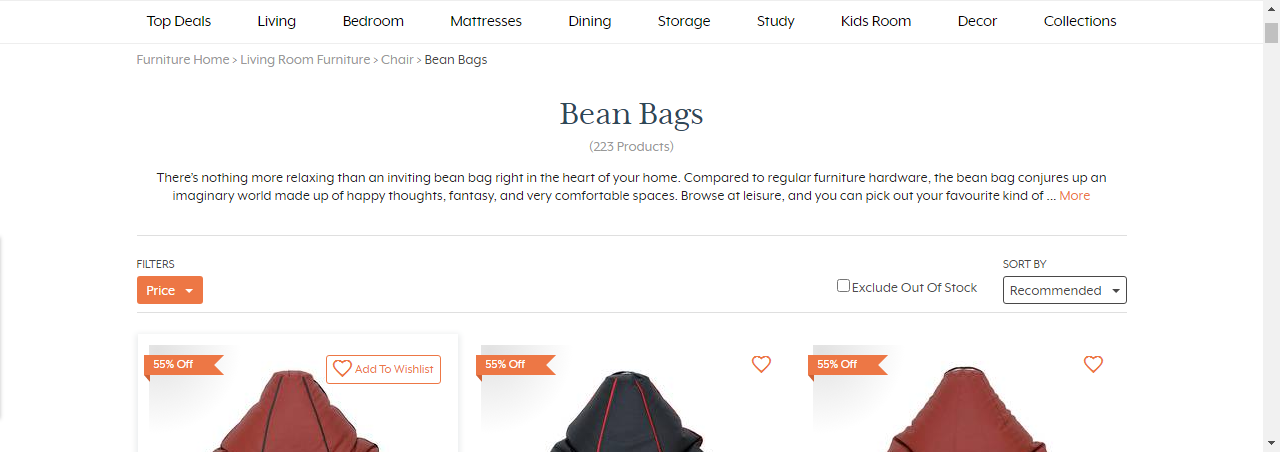 Top Deals Living Bedroom Mattresses Dining Storage Study Kids Room Decor Collections
Furniture Home > Living Room Furniture > Chair > Bean Bags
Bean Bags
(223 Products)
There's nothing more relaxing than an inviting bean bag right in the heart of your home. Compared to regular furniture hardware, the bean bag conjures up an
imaginary world made up of happy thoughts, fantasy, and very comfortable spaces. Browse at leisure, and you can pick out your favourite kind of ... More
FILTERS
Price
Exclude Out Of Stock
SORT BY
Recommended
55% Off
Add To Wishlist
55% Off
55% Off